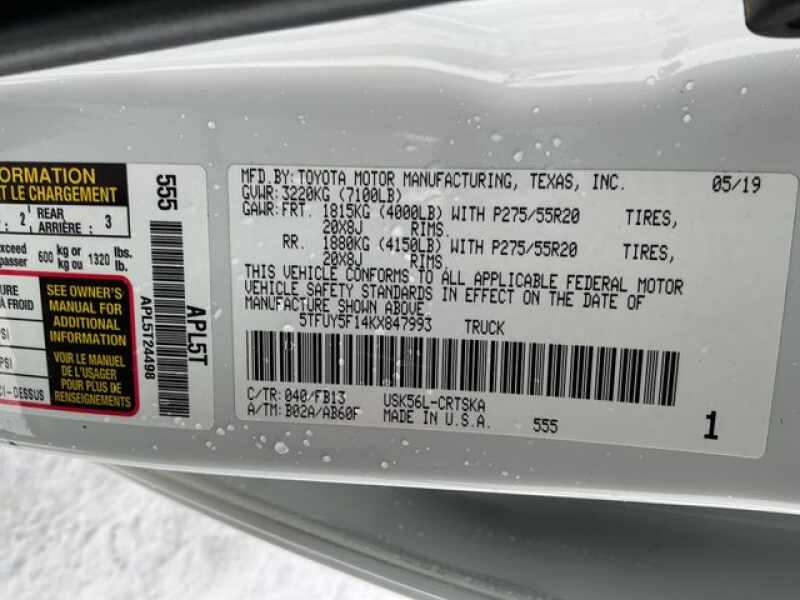 ORMATION
T LE CHARGEMENT
: 2 REAR ARRIÈRE : 3
xceed
passer 600 kg or kg ou 1320 lbs. lb.
URE
À FROID
PSI
PSI
CI-DESSUS
SEE OWNER'S
MANUAL FOR
ADDITIONAL
INFORMATION
VOIR LE MANUEL
DE L'USAGER
POUR PLUS DE
RENSEIGNEMENTS
555
APL5T24498
APL5T
MFD.BY: TOYOTA MOTOR MANUFACTURING, TEXAS, INC. 05/19
GVWR: 3220KG (7100LB)
GAWR: FRT. 1815KG (4000LB) WITH P275/55R20 TIRES,
20X8J RIMS.
RR. 1880KG (4150LB) WITH P275/55R20 TIRES,
20X8J RIMS.
THIS VEHICLE CONFORMS TO ALL APPLICABLE FEDERAL MOTOR
VEHICLE SAFETY STANDARDS IN EFFECT ON THE DATE OF
MANUFACTURE SHOWN ABOVE.
5TFUY5F14KX847993 TRUCK
C/TR: 040/FB13 USK56L-CRTSKA
A/TM: B02A/AB60F MADE IN U.S.A. 555 1